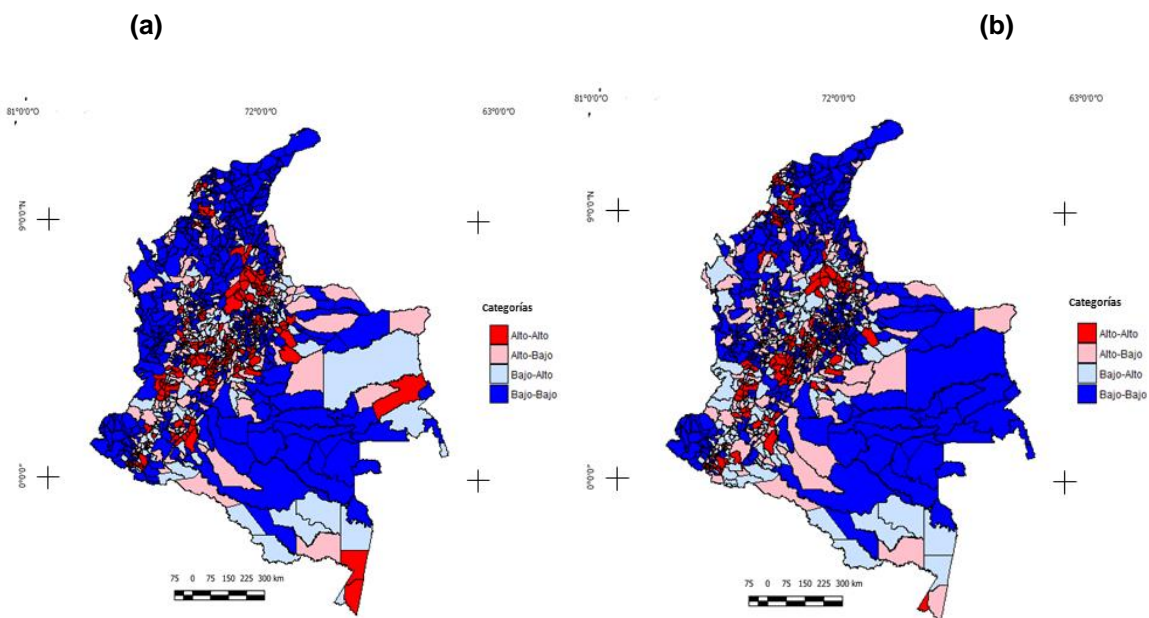 (a)
(b)
81°0'0"O
72°0'0"O
63°0'0"O
9°0'0"N
0°0'0"
Categorías
Alto-Alto
Alto-Bajo
Bajo-Alto
Bajo-Bajo
75 0 75 150 225 300 km
81°0'0"O
72°0'0"O
63°0'0"O
9°0'0"N
0°0'0"
Categorías
Alto-Alto
Alto-Bajo
Bajo-Alto
Bajo-Bajo
75 0 75 150 225 300 km